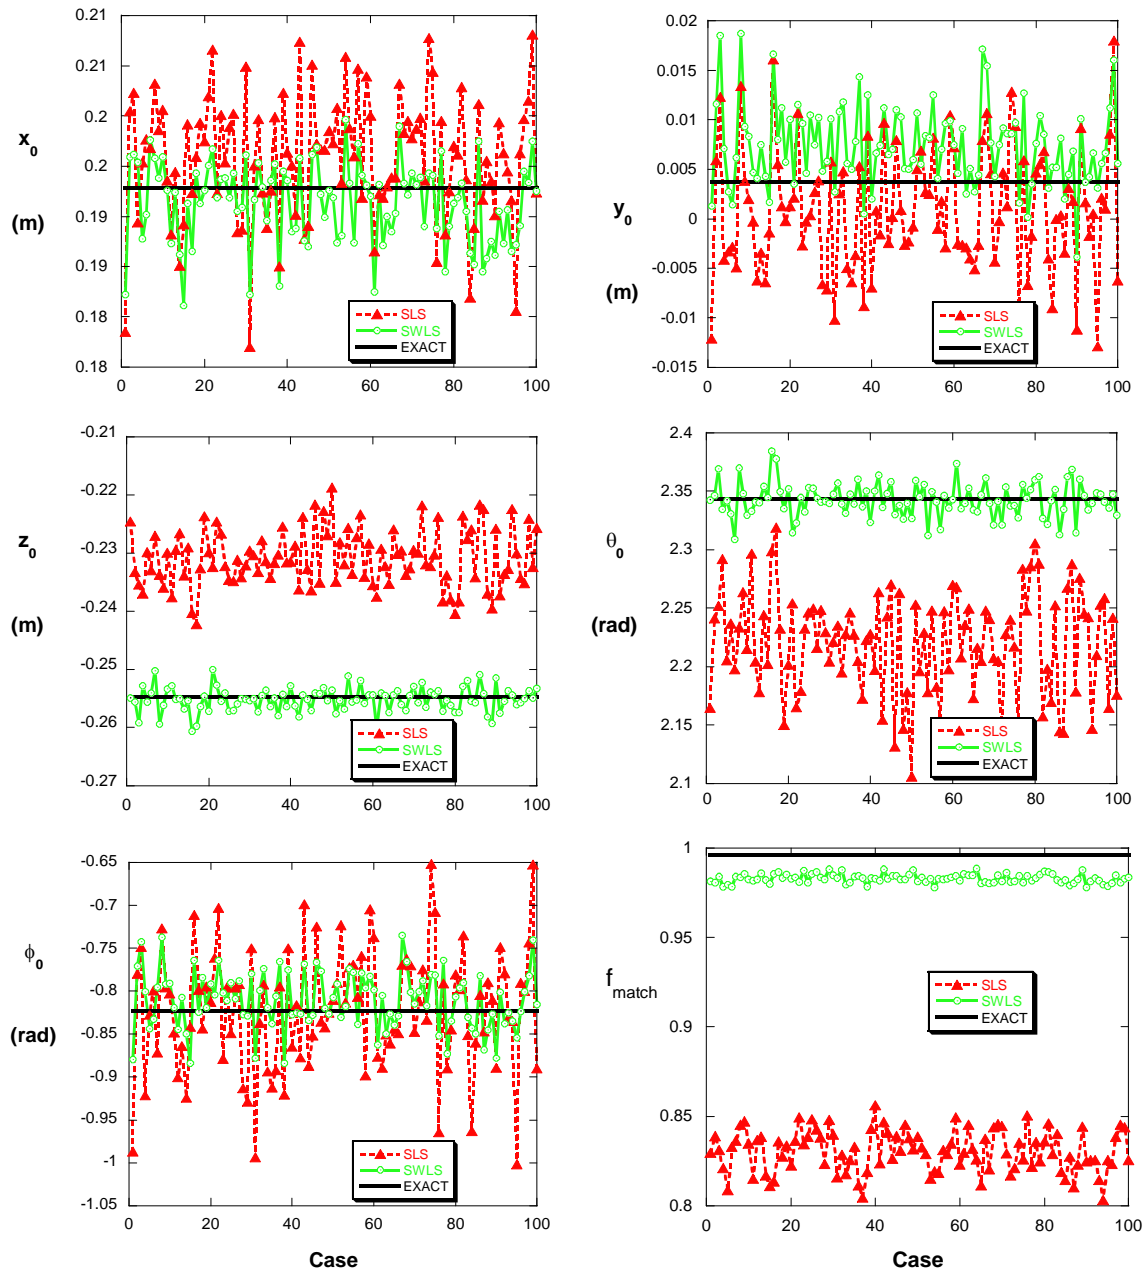 0.21
0.21
0.2
0.2
0.19
0.19
0.18
0.18
x0
(m)
SLS
SWLS
EXACT
0 20 40 60 80 100
0.02
0.015
0.01
0.005
0
-0.005
-0.01
-0.015
y0
(m)
SLS
SWLS
EXACT
0 20 40 60 80 100
-0.21
-0.22
-0.23
-0.24
-0.25
-0.26
-0.27
z0
(m)
SLS
SWLS
EXACT
0 20 40 60 80 100
2.4
2.35
2.3
2.25
2.2
2.15
2.1
θ0
(rad)
SLS
SWLS
EXACT
0 20 40 60 80 100
-0.65
-0.7
-0.75
-0.8
-0.85
-0.9
-0.95
-1
-1.05
ϕ0
(rad)
SLS
SWLS
EXACT
0 20 40 60 80 100
Case
1
0.95
0.9
0.85
0.8
fmatch
SLS
SWLS
EXACT
0 20 40 60 80 100
Case